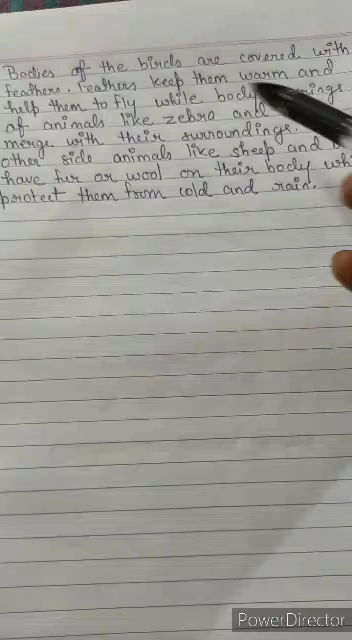 Bodies of the birds are covered with
feathers. Feathers keep them warm and
help them to fly while body
of animals like zebra and
merge with their surroundings.
other side animals like sheep and
have fur or wool on their body
protect them from cold and rain.
PowerDirector